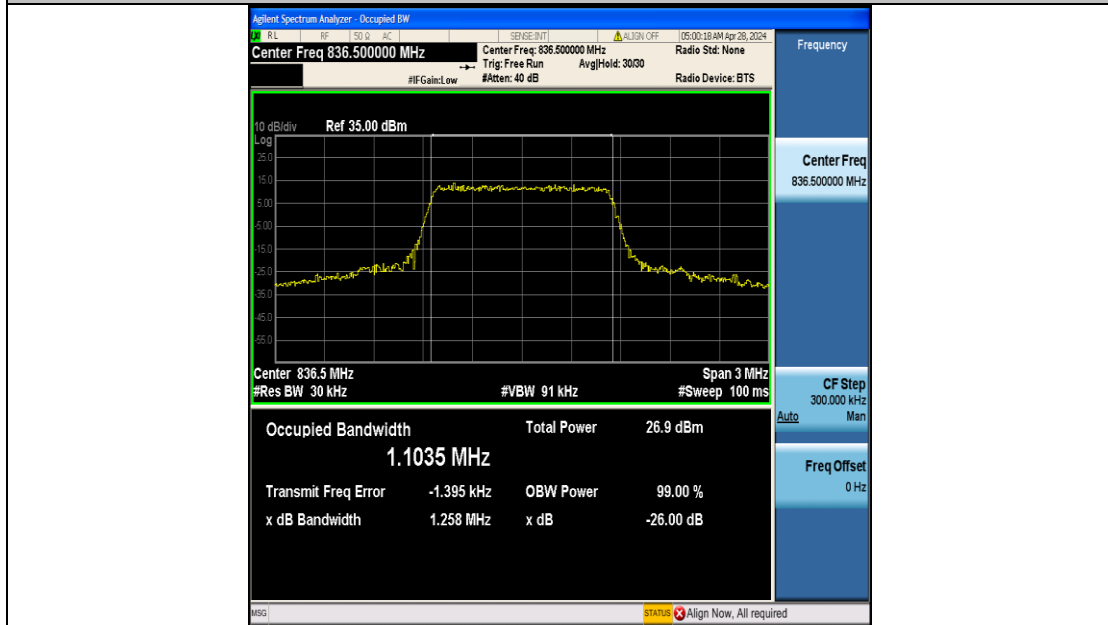 Agilent Spectrum Analyzer - Occupied BW
RL RF 50 Ω AC SENSE:INT ALIGN OFF 05:00:18 AM Apr 28, 2024
Center Freq 836.500000 MHz
Center Freq: 836.500000 MHz Radio Std: None
Trig: Free Run Avg|Hold: 30/30
#IFGain:Low #Atten: 40 dB Radio Device: BTS
Frequency
10 dB/div Ref 35.00 dBm
Log
25.0
15.0
5.00
-5.00
-15.0
-25.0
-35.0
-45.0
-55.0
Center 836.5 MHz Span 3 MHz
#Res BW 30 kHz #VBW 91 kHz #Sweep 100 ms
Center Freq
836.500000 MHz
CF Step
300.000 kHz
Auto Man
Freq Offset
0 Hz
Occupied Bandwidth Total Power 26.9 dBm
1.1035 MHz
Transmit Freq Error -1.395 kHz OBW Power 99.00 %
x dB Bandwidth 1.258 MHz x dB -26.00 dB
MSG STATUS Align Now, All required